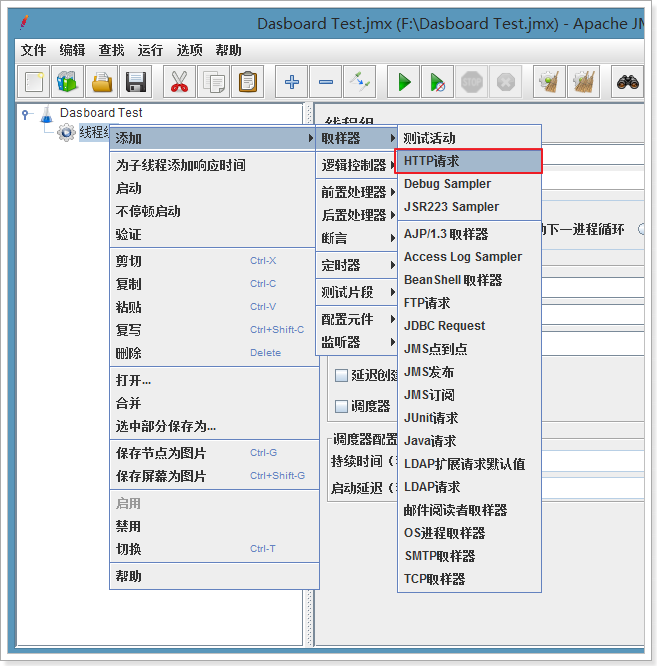 Dasboard Test.jmx (F:\Dasboard Test.jmx) - Apache JM
文件 编辑 查找 运行 选项 帮助
STOP
Dasboard Test
线程组
线程组
添加
为子线程添加响应时间
启动
不停顿启动
验证
剪切 Ctrl-X
复制 Ctrl-C
粘贴 Ctrl-V
复写 Ctrl+Shift-C
删除 Delete
打开...
合并
选中部分保存为...
保存节点为图片 Ctrl-G
保存屏幕为图片 Ctrl+Shift-G
启用
禁用
切换 Ctrl-T
帮助
取样器
逻辑控制器
前置处理器
后置处理器
断言
定时器
测试片段
配置元件
监听器
测试活动
HTTP请求
Debug Sampler
JSR223 Sampler
AJP/1.3 取样器
Access Log Sampler
BeanShell 取样器
FTP请求
JDBC Request
JMS点到点
JMS发布
JMS订阅
JUnit请求
Java请求
LDAP扩展请求默认值
LDAP请求
邮件阅读者取样器
OS进程取样器
SMTP取样器
TCP取样器
动下一进程循环
延迟创建
调度器
调度器配置
持续时间（
启动延迟（